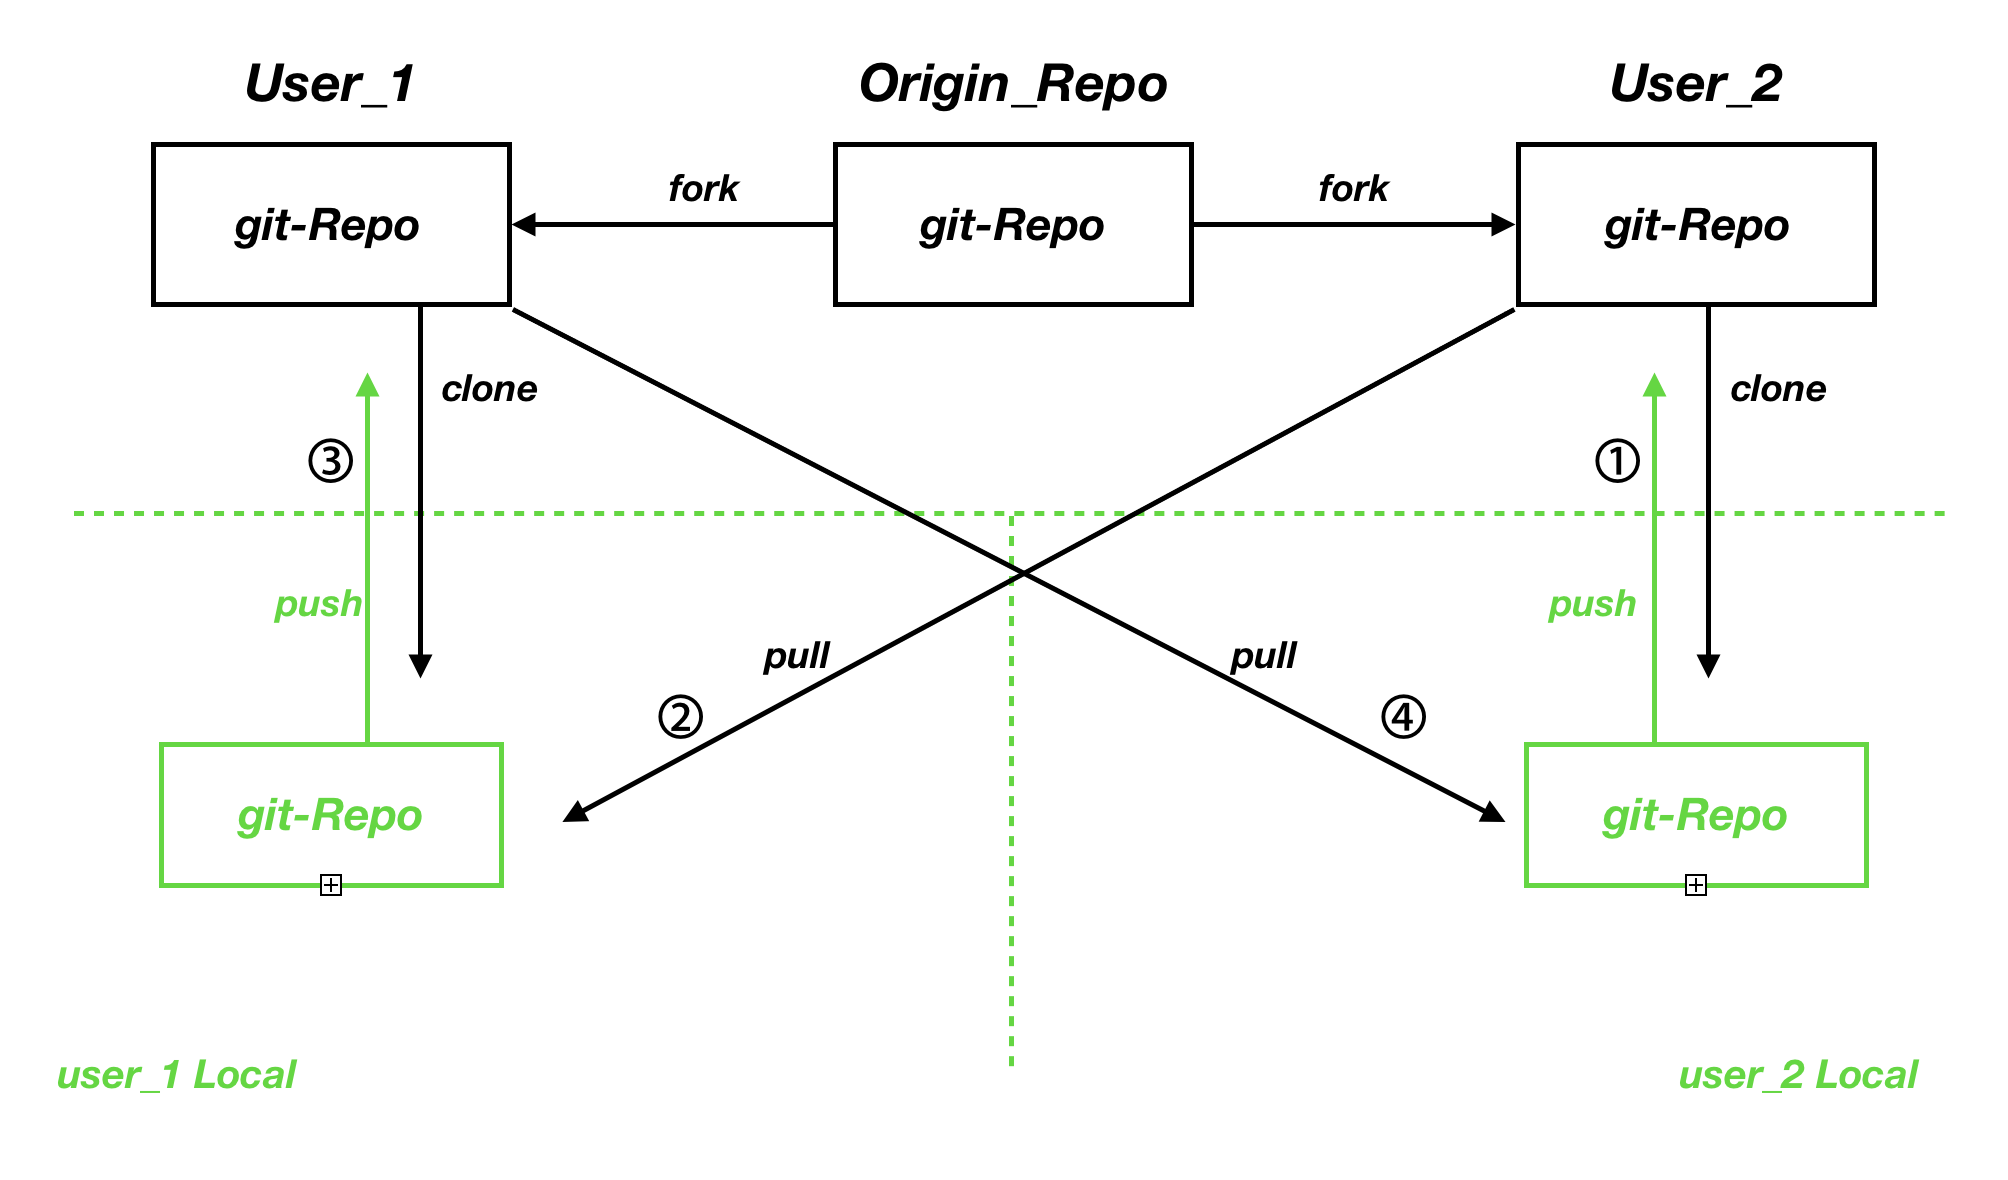 User_1
Origin_Repo
User_2
git-Repo
fork
git-Repo
fork
git-Repo
clone
clone
③
①
push
push
pull
pull
②
④
git-Repo
git-Repo
user_1 Local
user_2 Local